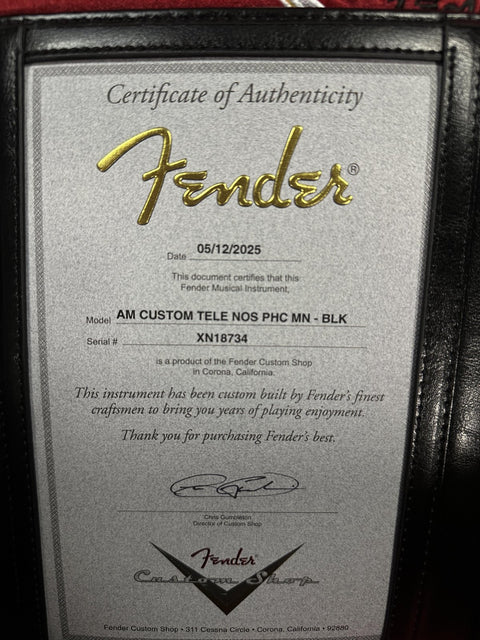 Certificate of Authenticity
Fender®
Date 05/12/2025
This document certifies that this
Fender Musical Instrument,
Model AM CUSTOM TELE NOS PHC MN - BLK
Serial # XN18734
is a product of the Fender Custom Shop
in Corona, California.
This instrument has been custom built by Fender's finest
craftsmen to bring you years of playing enjoyment.
Thank you for purchasing Fender's best.
Chris Gumbleton
Director of Custom Shop
Fender
Custom Shop
Fender Custom Shop • 311 Cessna Circle • Corona, California • 92880